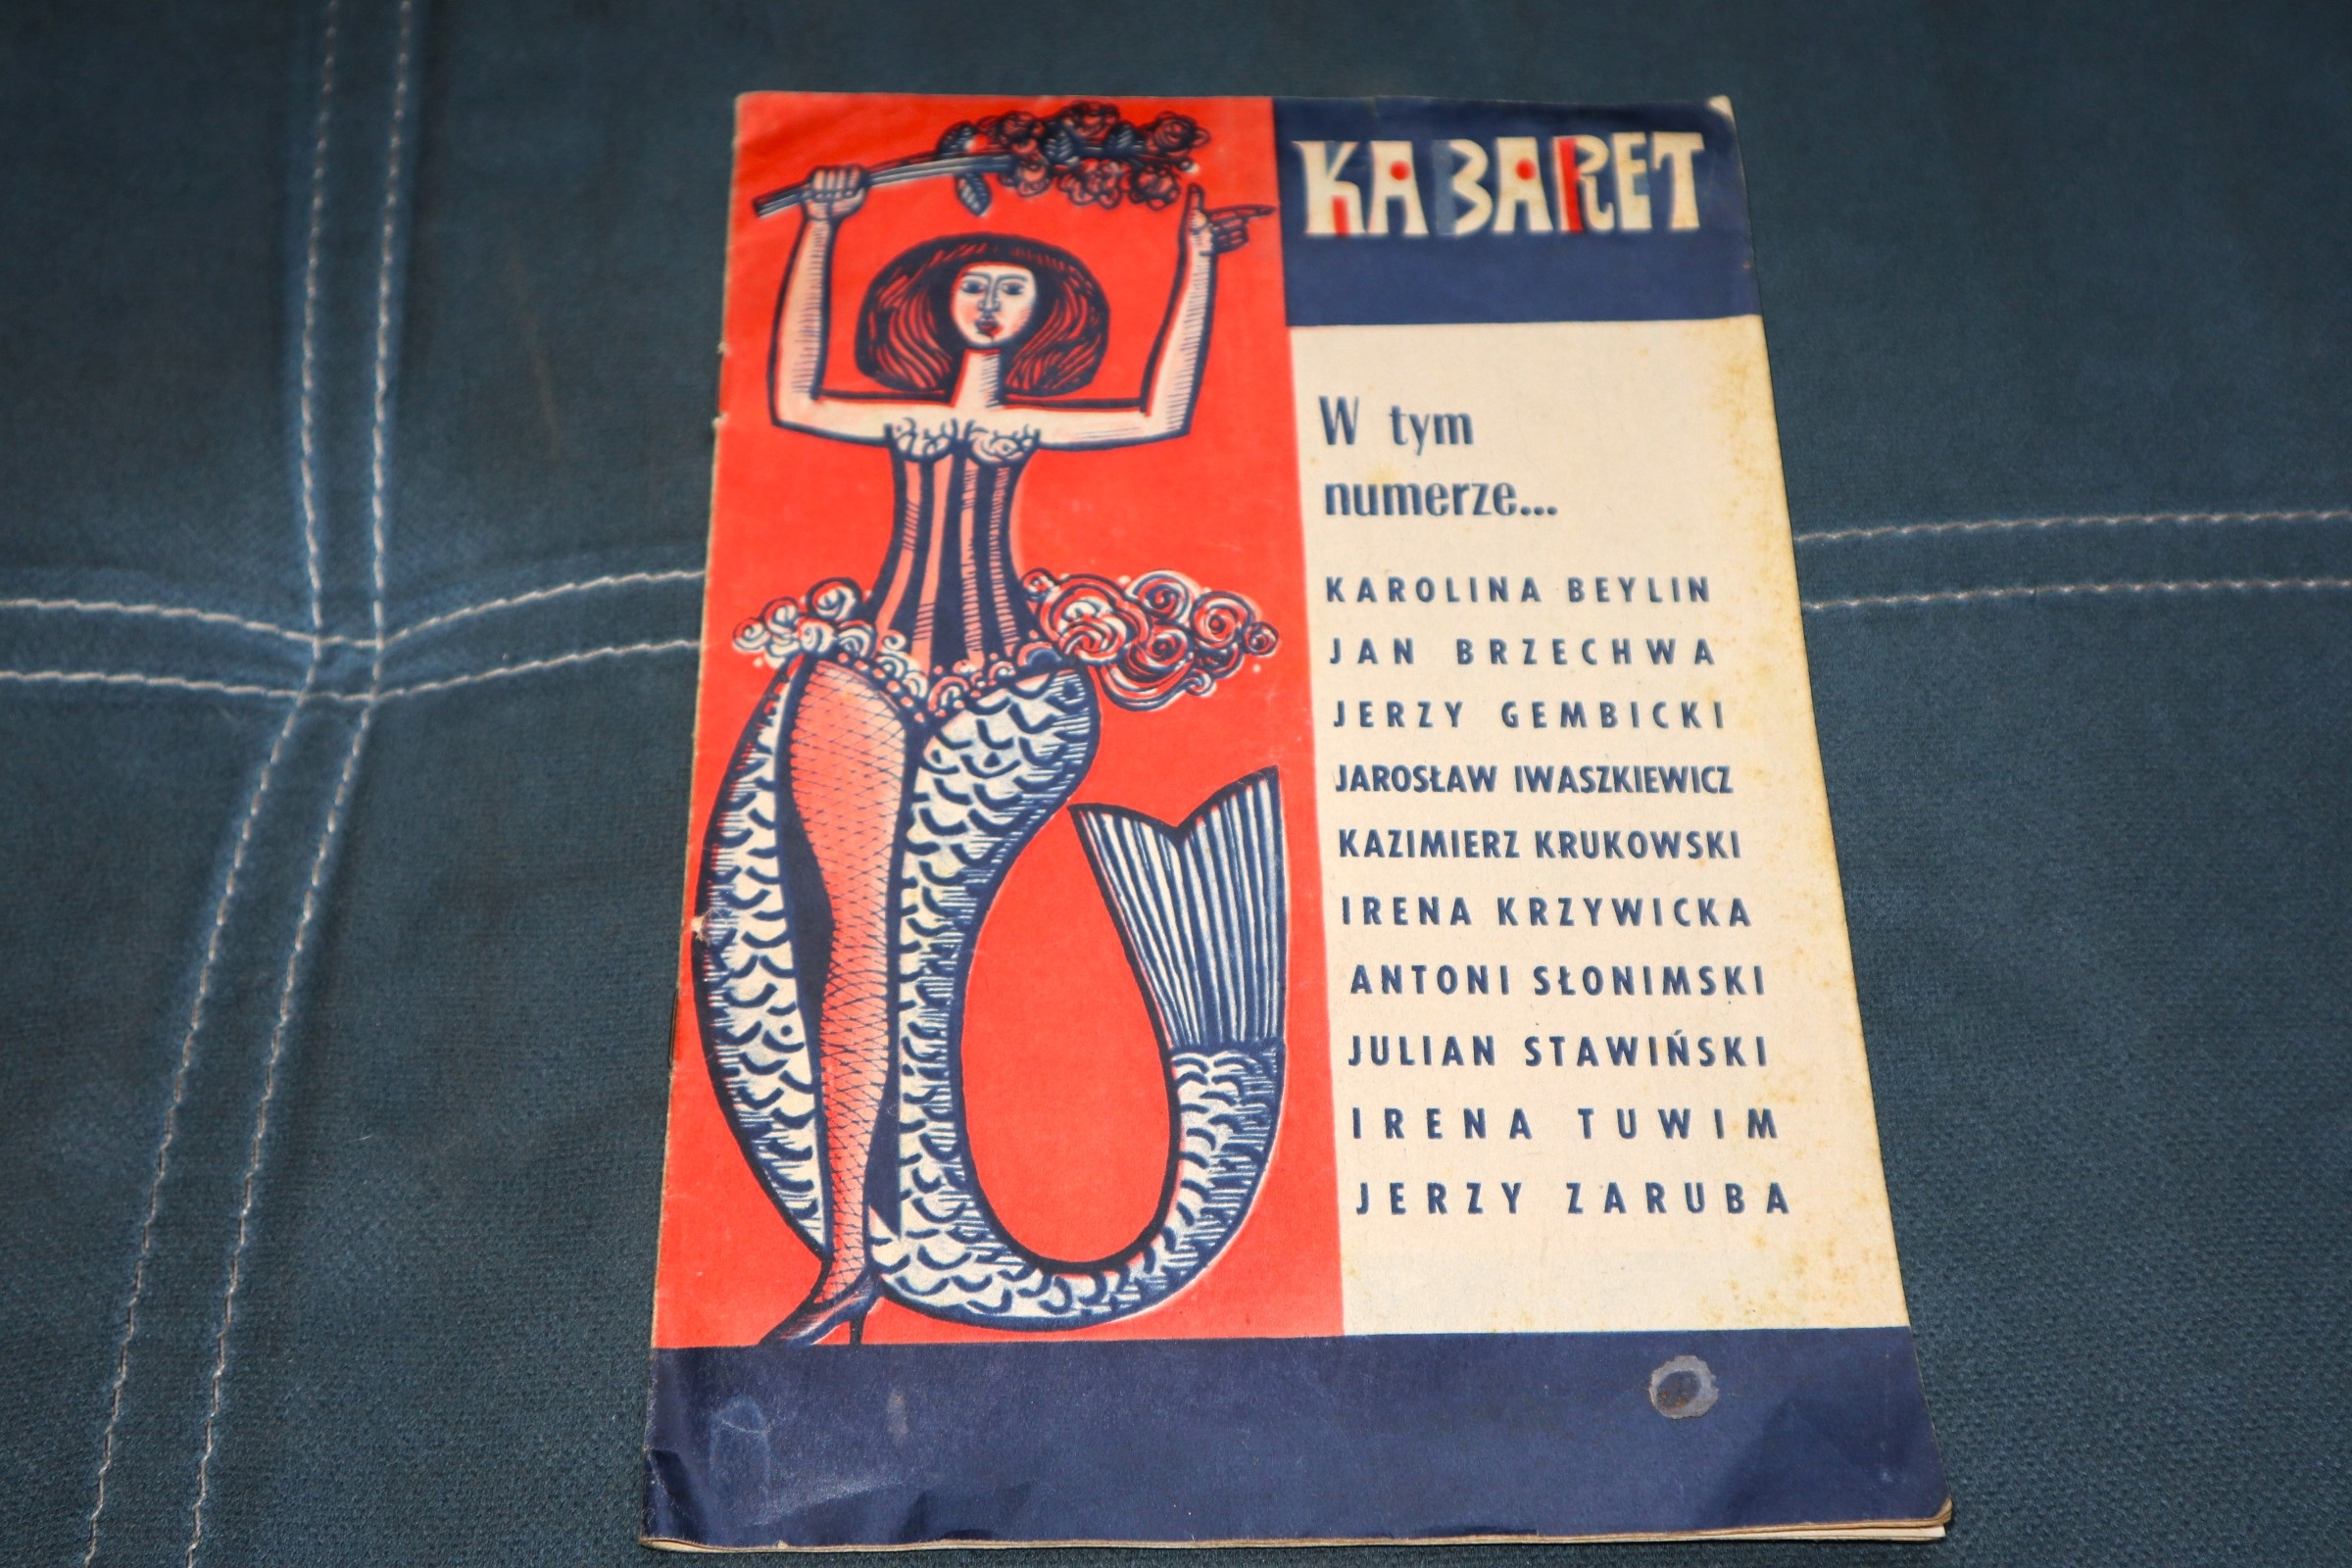 KABARET
W tym
numerze...
KAROLINA BEYLIN
JAN BRZECHWA
JERZY GEMBICKI
JAROSŁAW IWASZKIEWICZ
KAZIMIERZ KRUKOWSKI
IRENA KRZYWICKA
ANTONI SŁONIMSKI
JULIAN STAWIŃSKI
IRENA TUWIM
JERZY ZARUBA